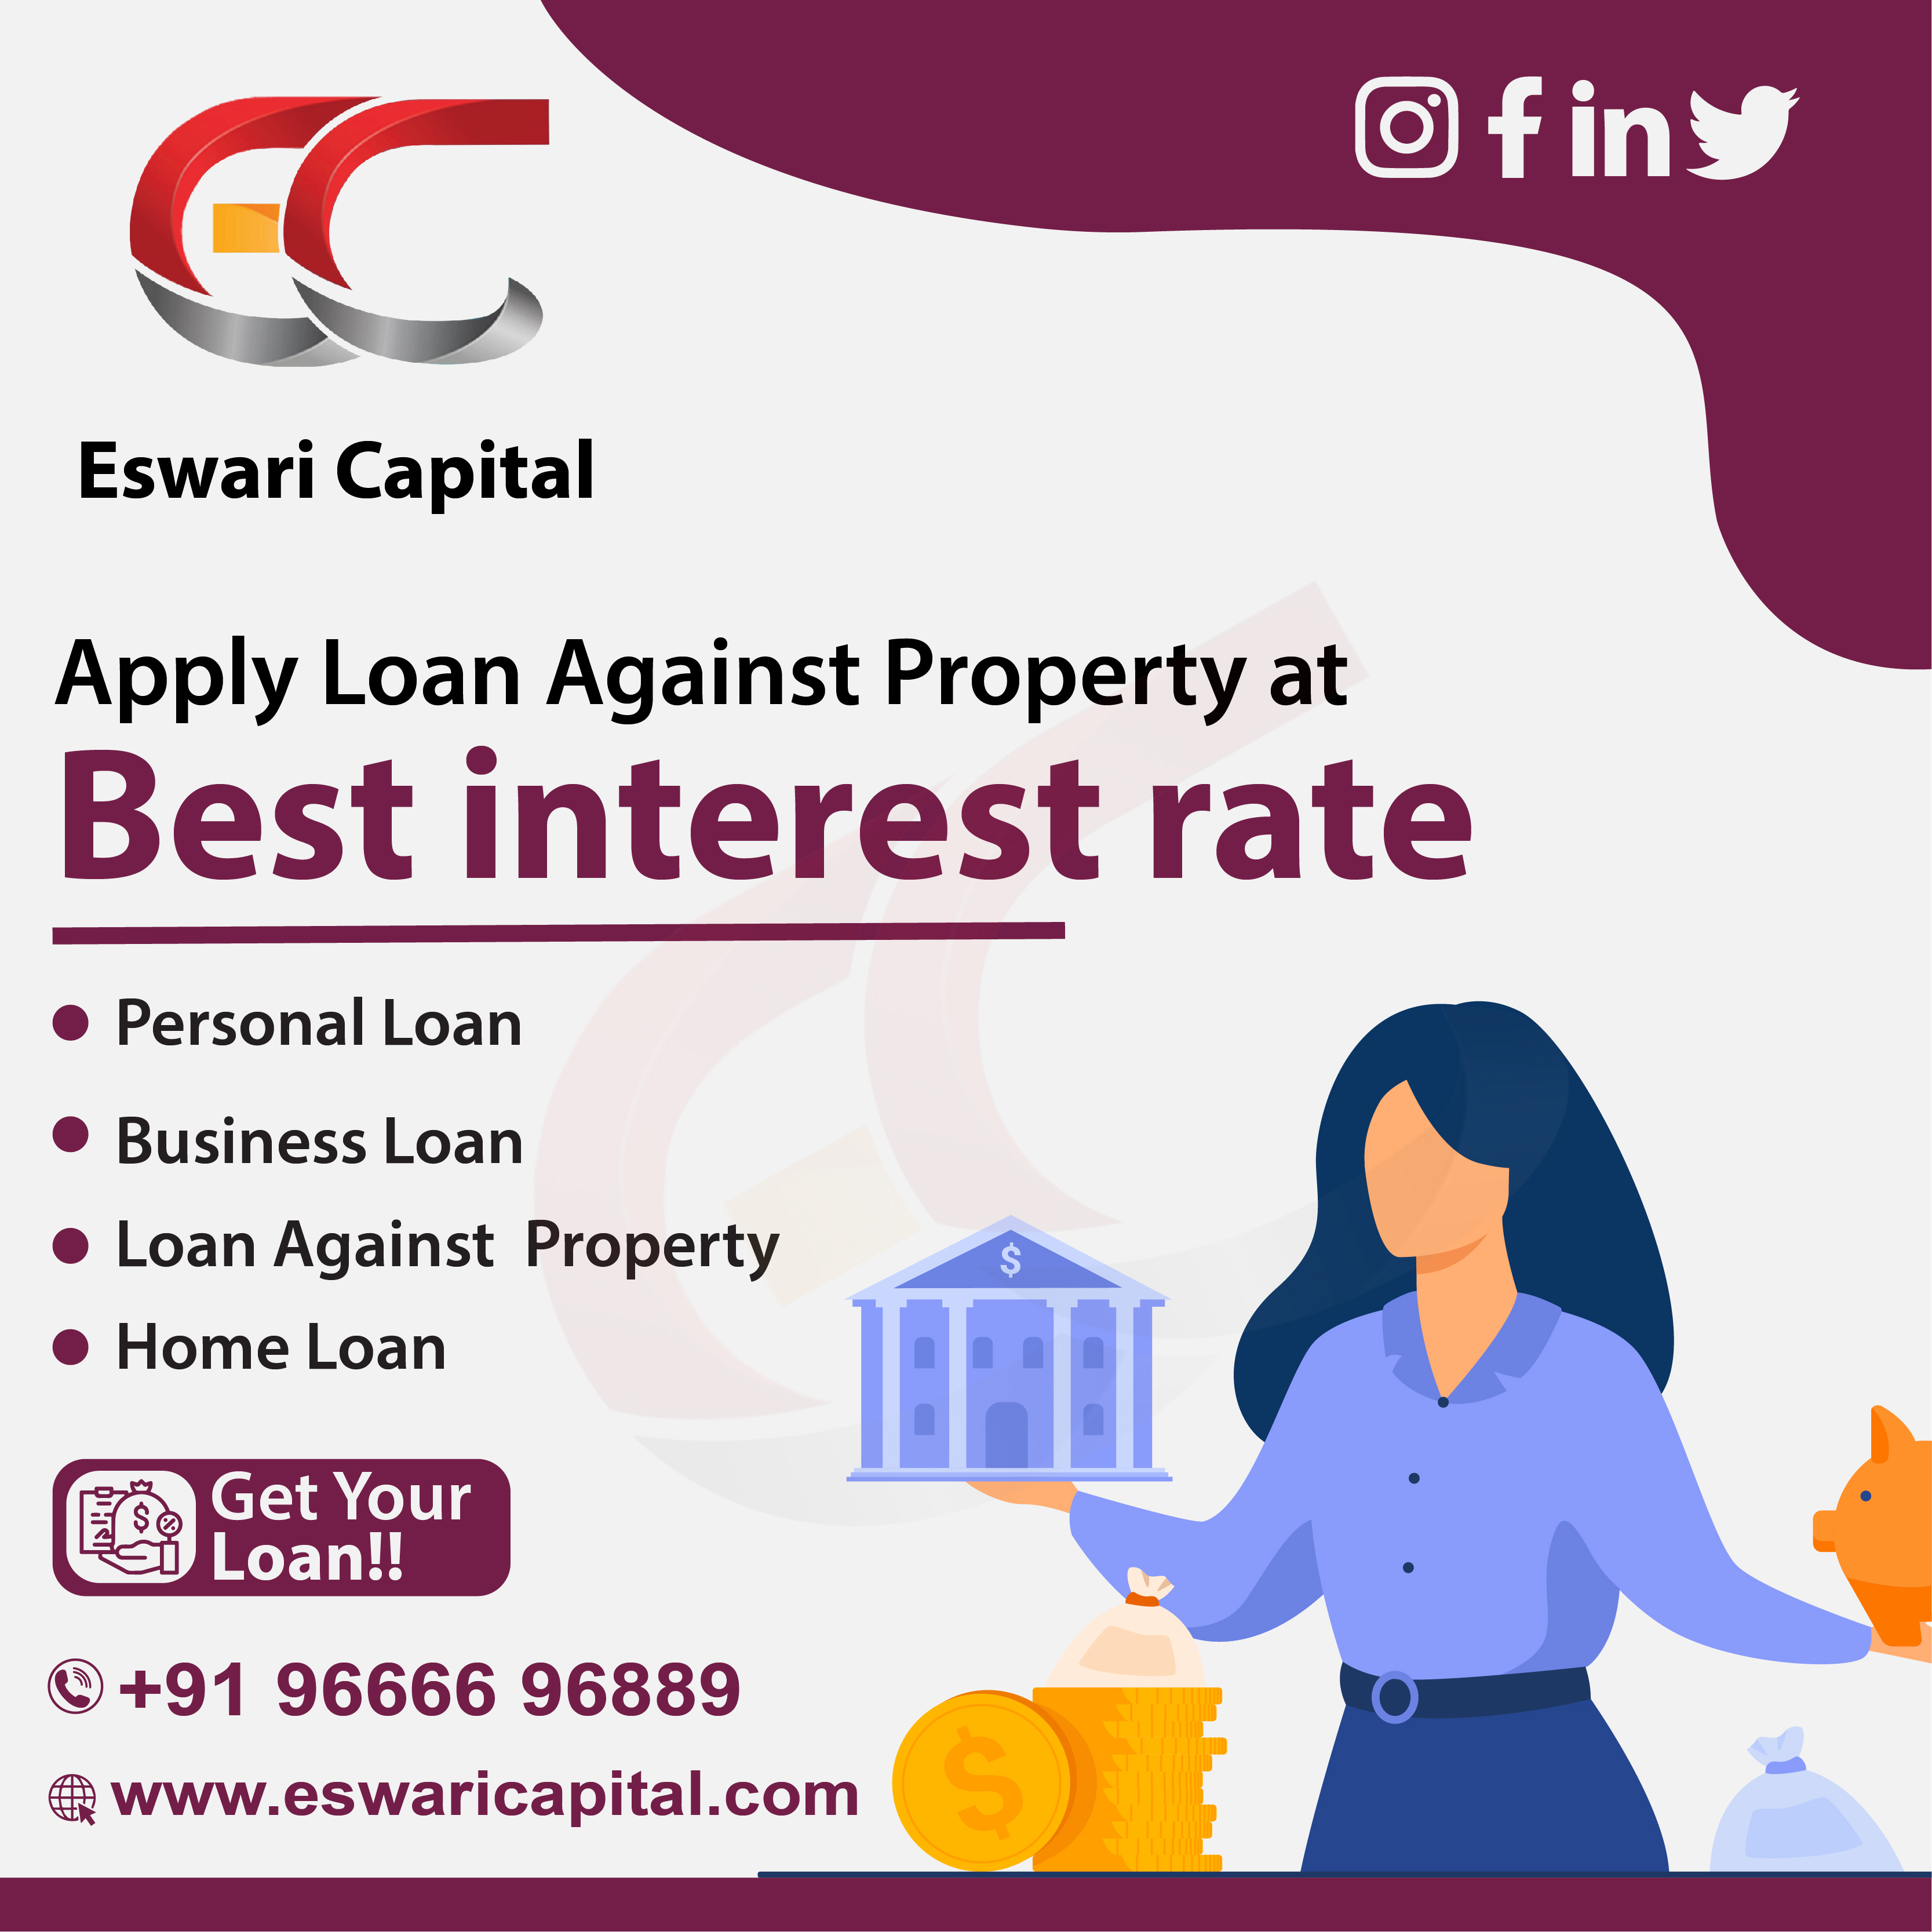 Eswari Capital
Apply Loan Against Property at
Best interest rate
Personal Loan
Business Loan
Loan Against Property
Home Loan
Get Your
Loan!!
+91 96666 96889
www.eswaricapital.com